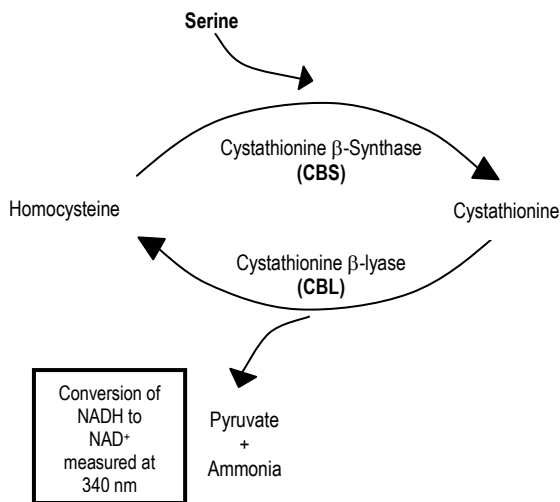 Serine
Cystathionine β-Synthase
(CBS)
Homocysteine
Cystathionine
Cystathionine β-lyase
(CBL)
Conversion of
NADH to
NAD⁺
measured at
340 nm
Pyruvate
+
Ammonia